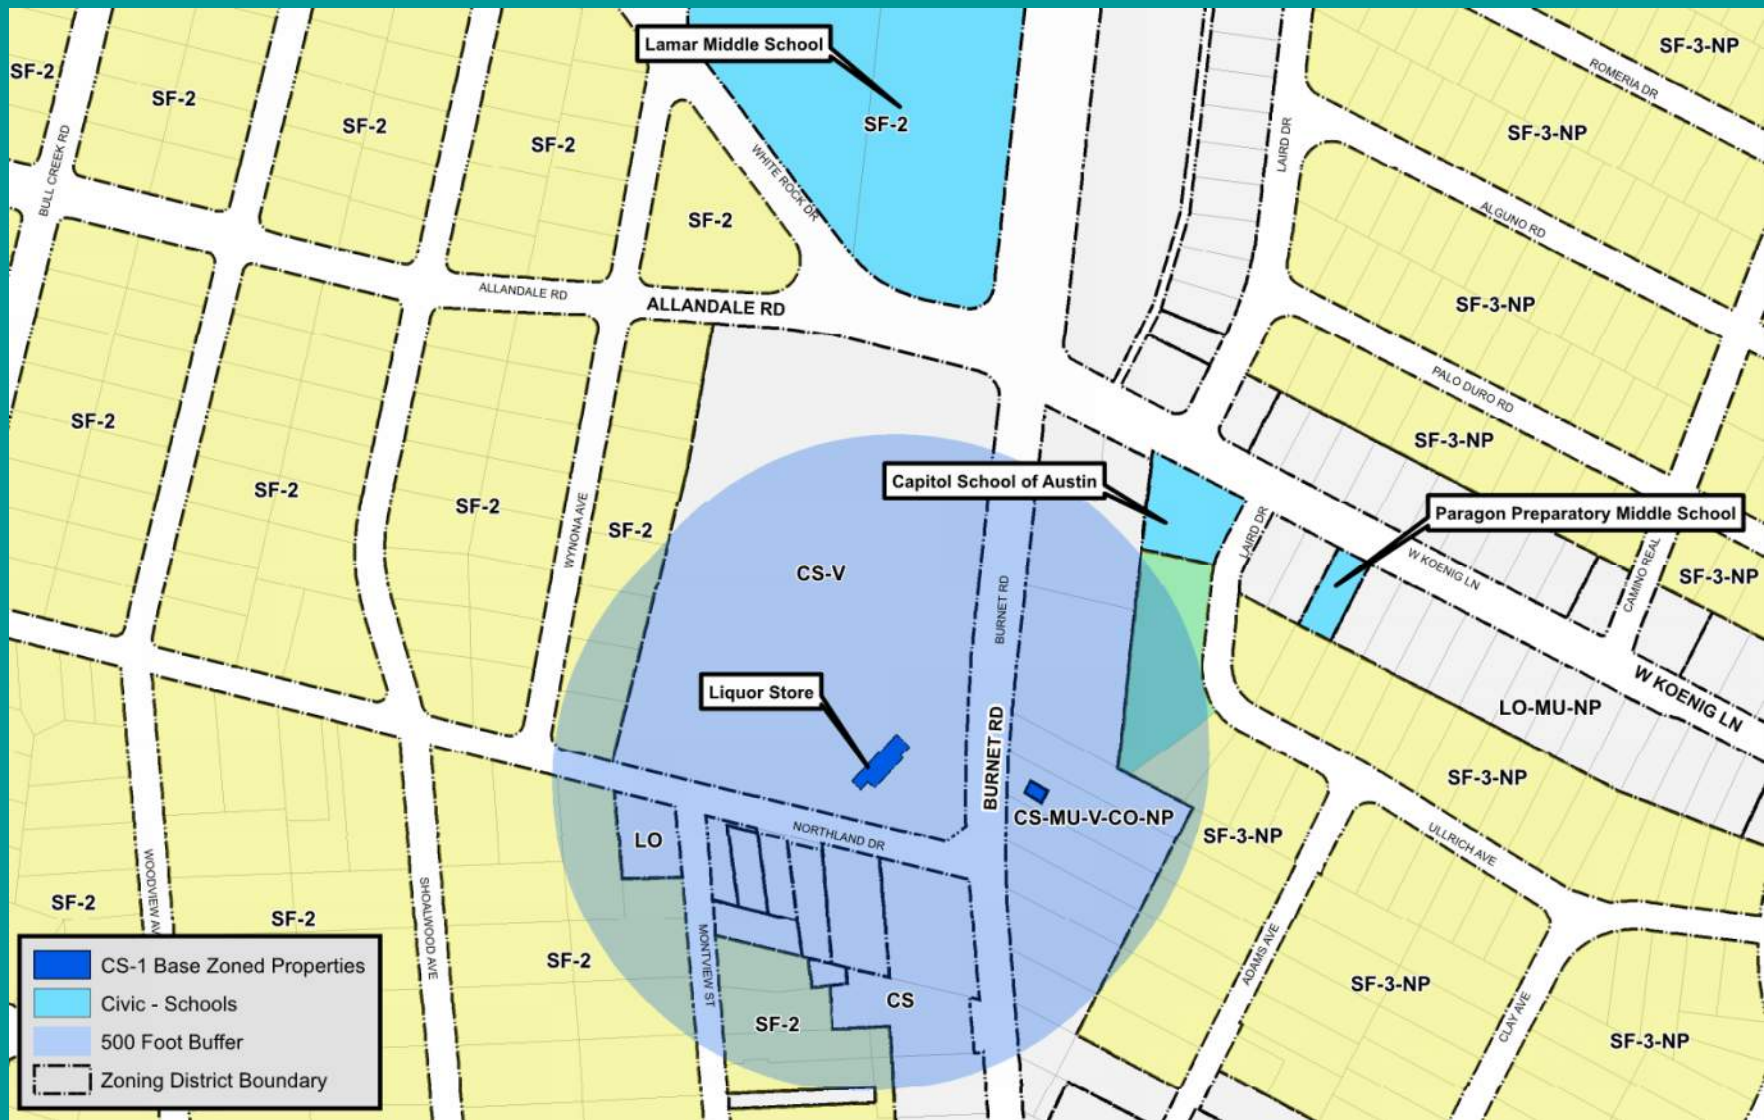 Lamar Middle School
SF-3-NP
SF-2
ROMERIA DR
SF-2
SF-2
SF-2
SF-2
LAIRD DR
SF-3-NP
BULL CREEK RD
WHITE ROCK DR
SF-2
ALGUNO RD
ALLANDALE RD
ALLANDALE RD
SF-3-NP
PALO DURO RD
SF-2
SF-3-NP
Capitol School of Austin
SF-2
SF-2
SF-2
WYNONA AVE
Paragon Preparatory Middle School
LAIRD DR
W KOENIG LN
CAMINO REAL
SF-3-NP
CS-V
BURNET RD
Liquor Store
W KOENIG LN
LO-MU-NP
BURNET RD
SF-3-NP
CS-MU-V-CO-NP
LO
NORTHLAND DR
SF-3-NP
ULLRICH AVE
WOODVIEW AV
SHOALWOOD AVE
SF-2
SF-2
SF-2
MONTVIEW ST
ADAMS AVE
SF-3-NP
CLAY AVE
CS
SF-2
SF-3-NP
CS-1 Base Zoned Properties
Civic - Schools
500 Foot Buffer
Zoning District Boundary